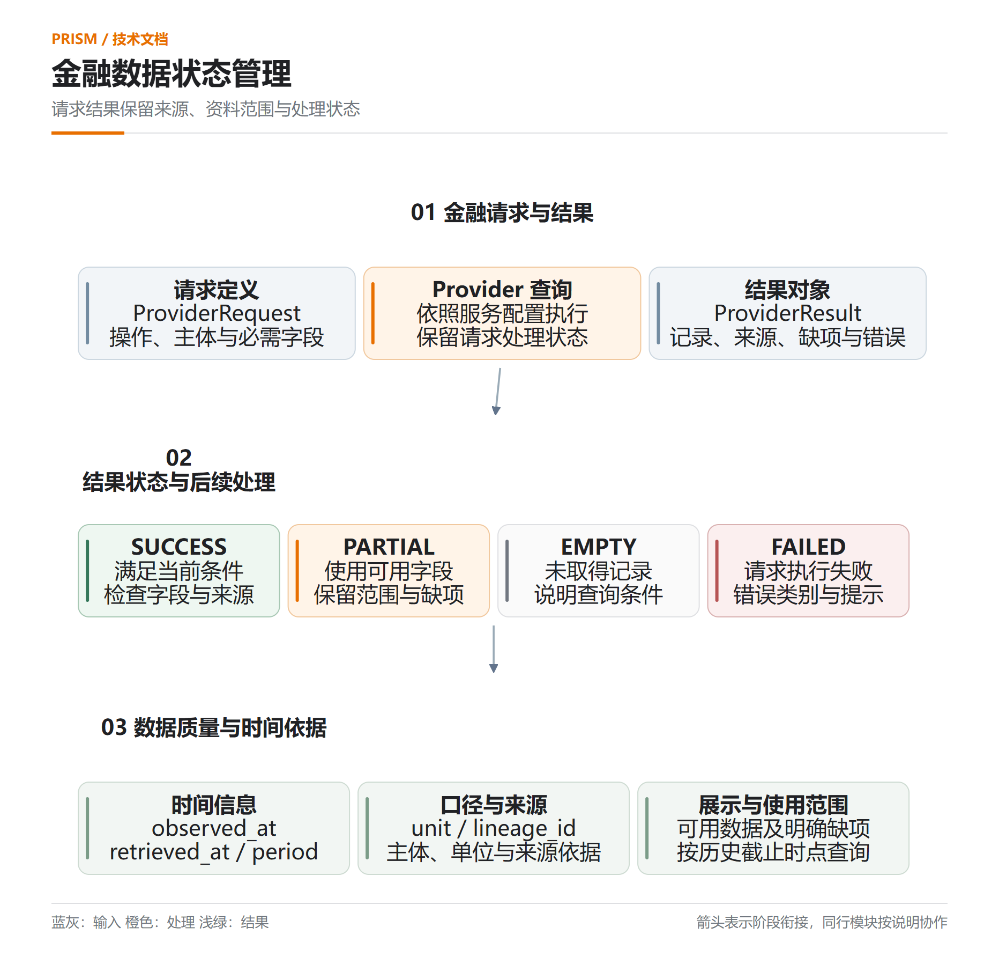 PRISM / 技术文档
金融数据状态管理
请求结果保留来源、资料范围与处理状态
01 金融请求与结果
请求定义
ProviderRequest
操作、主体与必需字段
Provider 查询
依照服务配置执行
保留请求处理状态
结果对象
ProviderResult
记录、来源、缺项与错误
02
结果状态与后续处理
SUCCESS
满足当前条件
检查字段与来源
PARTIAL
使用可用字段
保留范围与缺项
EMPTY
未取得记录
说明查询条件
FAILED
请求执行失败
错误类别与提示
03 数据质量与时间依据
时间信息
observed_at
retrieved_at / period
口径与来源
unit / lineage_id
主体、单位与来源依据
展示与使用范围
可用数据及明确缺项
按历史截止时点查询
蓝灰：输入 橙色：处理 浅绿：结果
箭头表示阶段衔接，同行模块按说明协作